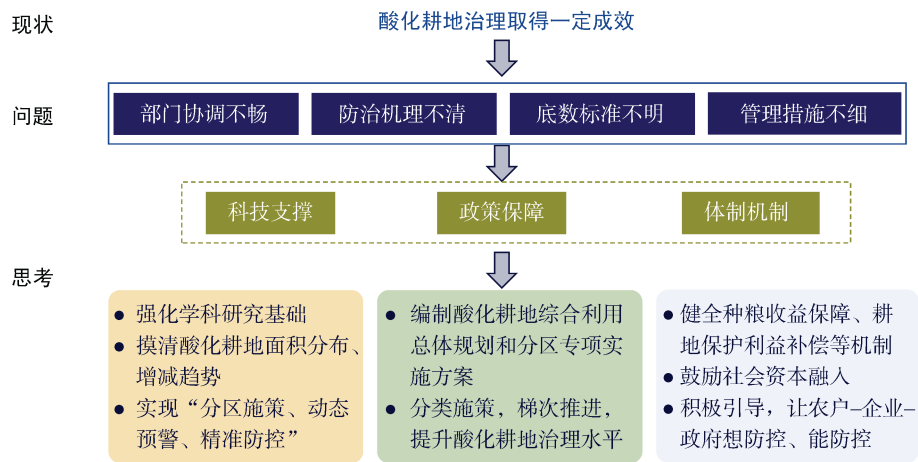 现状
酸化耕地治理取得一定成效
问题
部门协调不畅
防治机理不清
底数标准不明
管理措施不细
科技支撑
政策保障
体制机制
思考
● 强化学科研究基础
● 摸清酸化耕地面积分布、
增减趋势
● 实现“分区施策、动态
预警、精准防控”
● 编制酸化耕地综合利用
总体规划和分区专项实
施方案
● 分类施策，梯次推进，
提升酸化耕地治理水平
● 健全种粮收益保障、耕
地保护利益补偿等机制
● 鼓励社会资本融入
● 积极引导，让农户–企业–
政府想防控、能防控